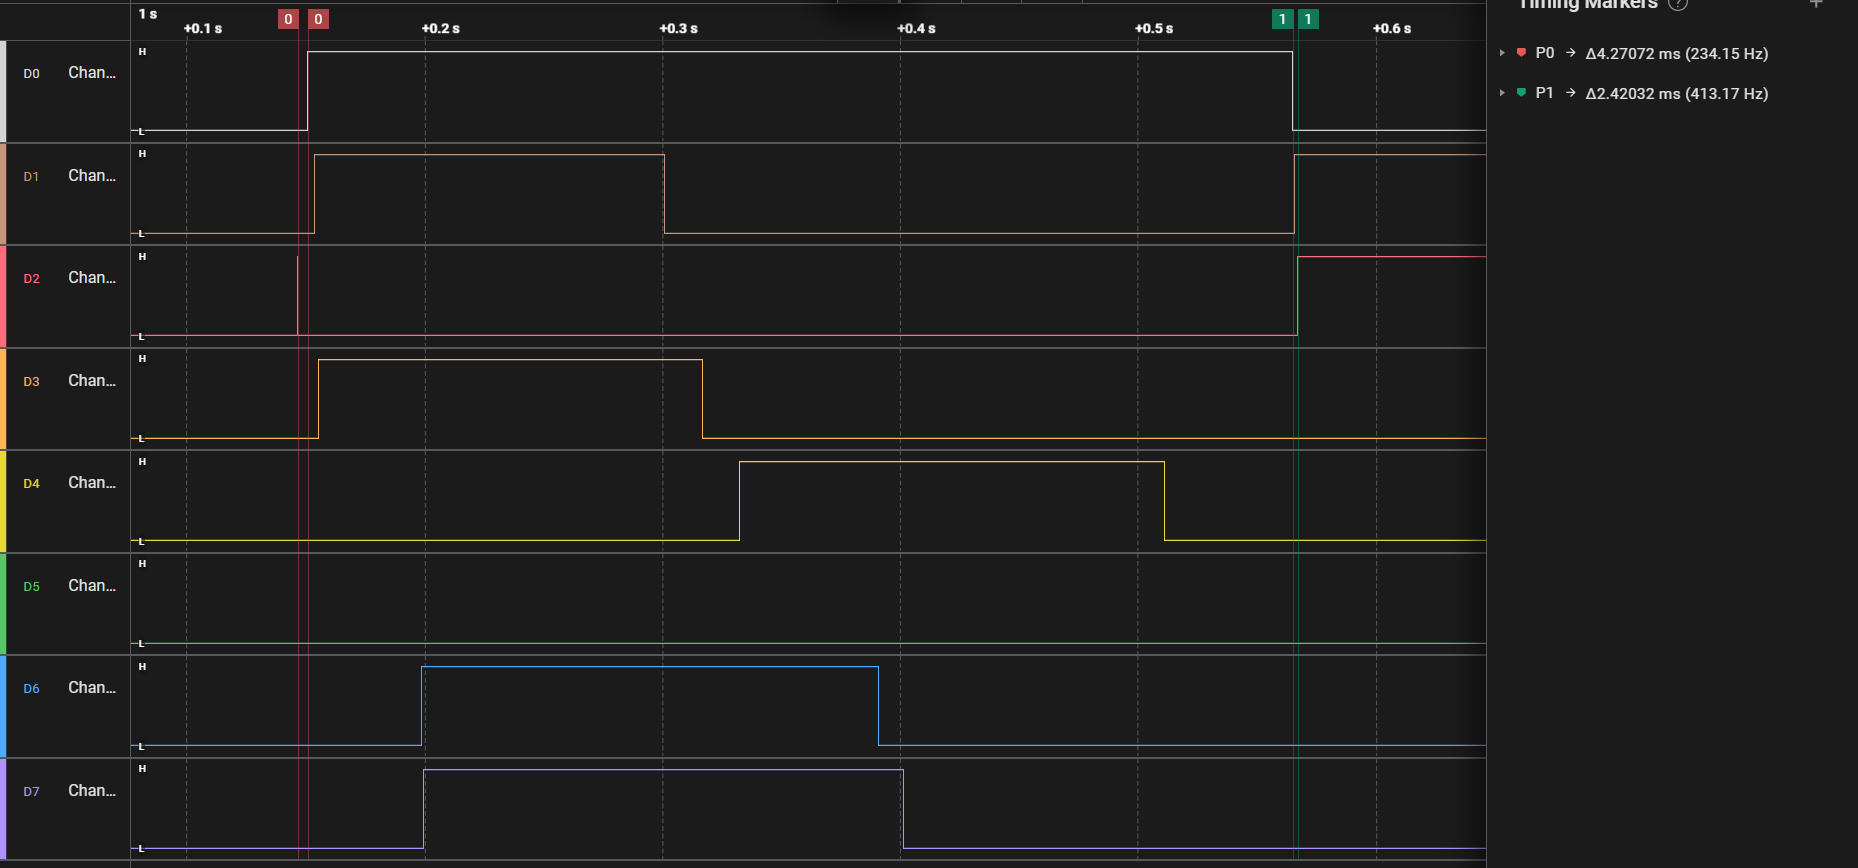 1 s
+0.1 s 0 0 +0.2 s +0.3 s +0.4 s +0.5 s 1 1 +0.6 s
Timing Markers ? +
P0 → Δ4.27072 ms (234.15 Hz)
P1 → Δ2.42032 ms (413.17 Hz)
H
D0 Chan...
L
H
D1 Chan...
L
H
D2 Chan...
L
H
D3 Chan...
L
H
D4 Chan...
L
H
D5 Chan...
L
H
D6 Chan...
L
H
D7 Chan...
L